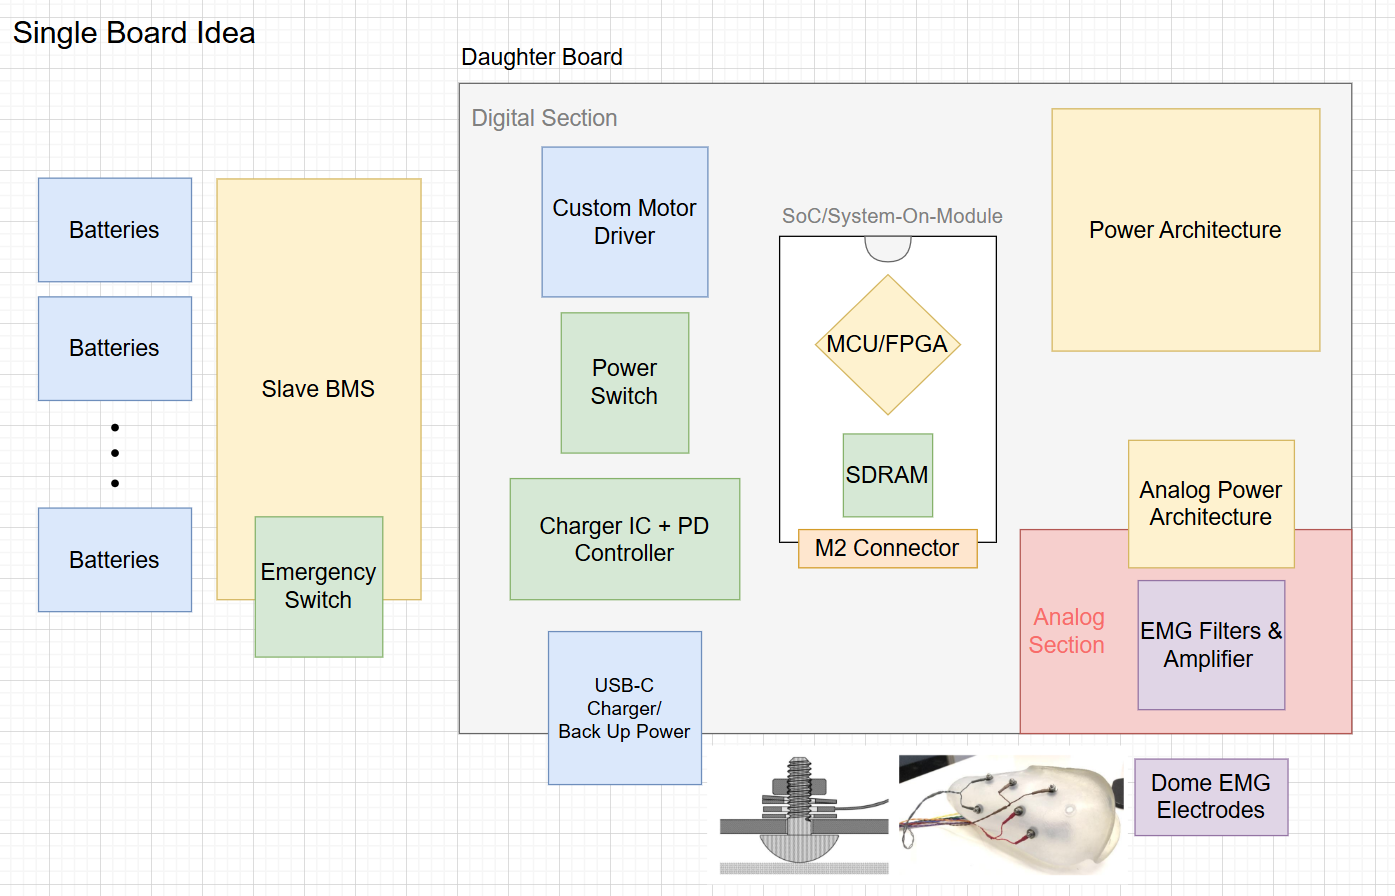 Single Board Idea
Daughter Board
Digital Section
Batteries
Batteries
Batteries
Slave BMS
Emergency
Switch
Custom Motor
Driver
Power
Switch
Charger IC + PD
Controller
USB-C
Charger/
Back Up Power
SoC/System-On-Module
MCU/FPGA
SDRAM
M2 Connector
Power Architecture
Analog Power
Architecture
Analog
Section
EMG Filters &
Amplifier
Dome EMG
Electrodes